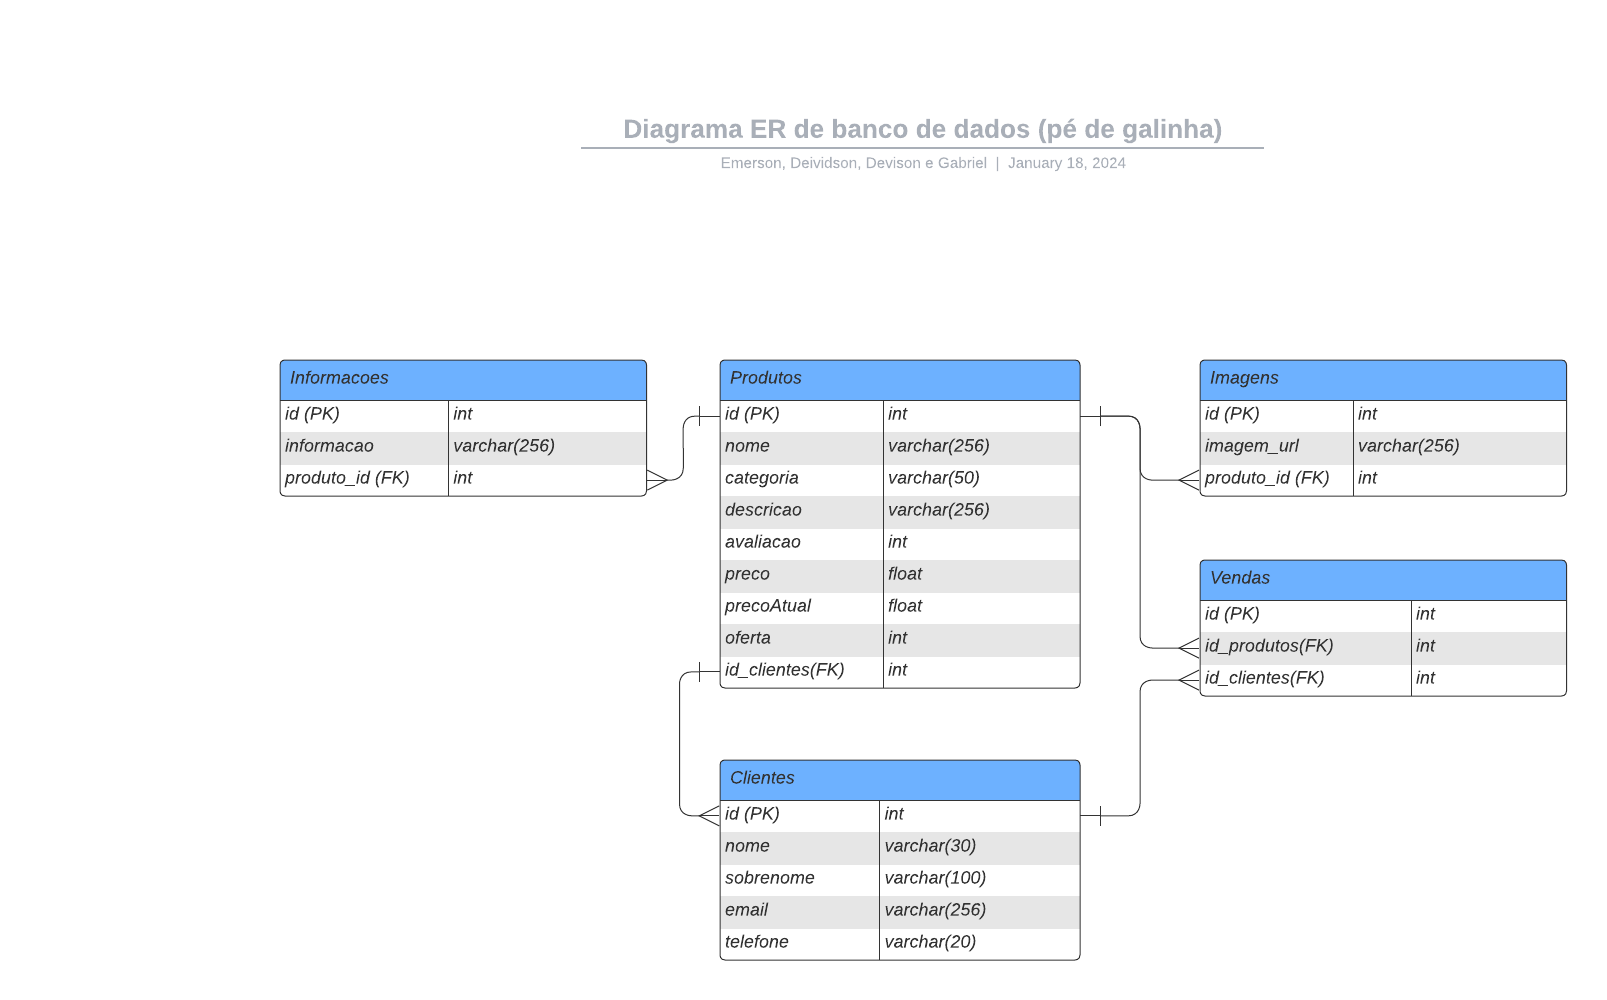 Diagrama ER de banco de dados (pé de galinha)
Emerson, Deividson, Devison e Gabriel | January 18, 2024
Informacoes
id (PK) int
informacao varchar(256)
produto_id (FK) int
Produtos
id (PK) int
nome varchar(256)
categoria varchar(50)
descricao varchar(256)
avaliacao int
preco float
precoAtual float
oferta int
id_clientes(FK) int
Imagens
id (PK) int
imagem_url varchar(256)
produto_id (FK) int
Vendas
id (PK) int
id_produtos(FK) int
id_clientes(FK) int
Clientes
id (PK) int
nome varchar(30)
sobrenome varchar(100)
email varchar(256)
telefone varchar(20)